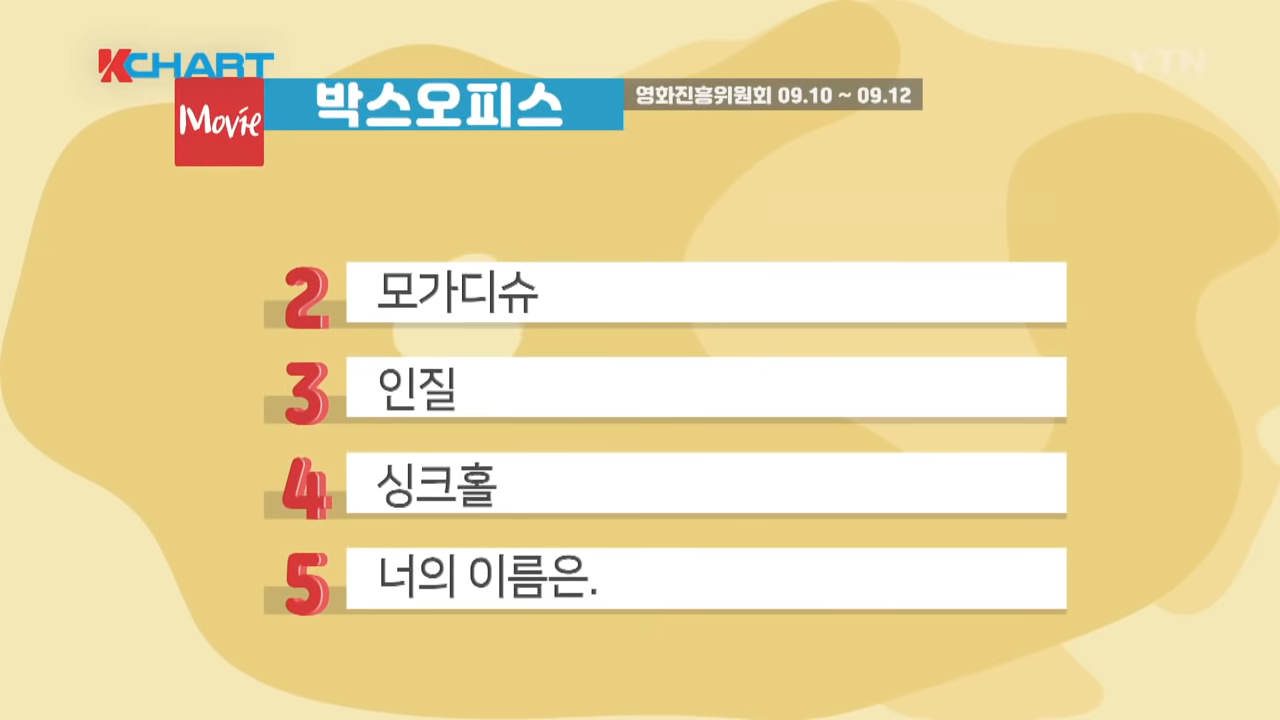 KCHART
YTN
Movie
박스오피스
영화진흥위원회 09.10 ~ 09.12
2 모가디슈
3 인질
4 싱크홀
5 너의 이름은.